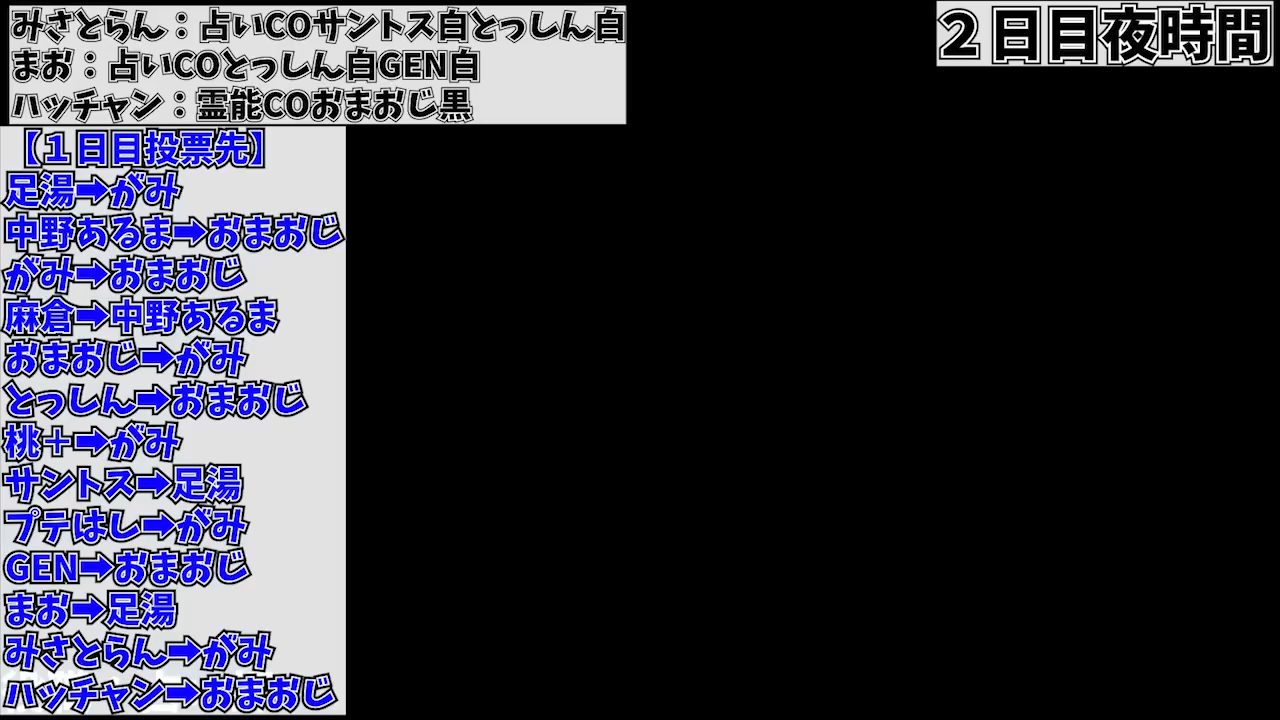 みさとらん：占いCOサントス白とっしん白
まお：占いCOとっしん白GEN白
ハッチャン：霊能COおまおじ黒
２日目夜時間
【１日目投票先】
足湯➡がみ
中野あるま➡おまおじ
がみ➡おまおじ
麻倉➡中野あるま
おまおじ➡がみ
とっしん➡おまおじ
桃＋➡がみ
サントス➡足湯
プテはし➡がみ
GEN➡おまおじ
まお➡足湯
みさとらん➡がみ
ハッチャン➡おまおじ